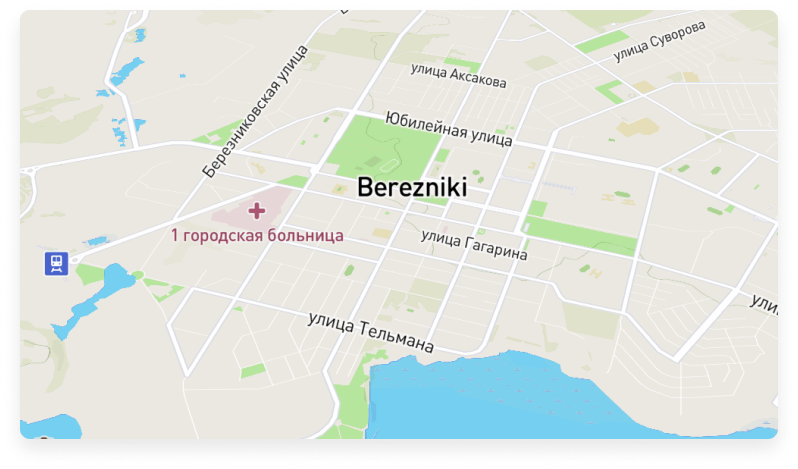 улица Суворова
улица Аксакова
Березниковская улица
Юбилейная улица
Berezniki
1 городская больница
улица Гагарина
улица Тельмана